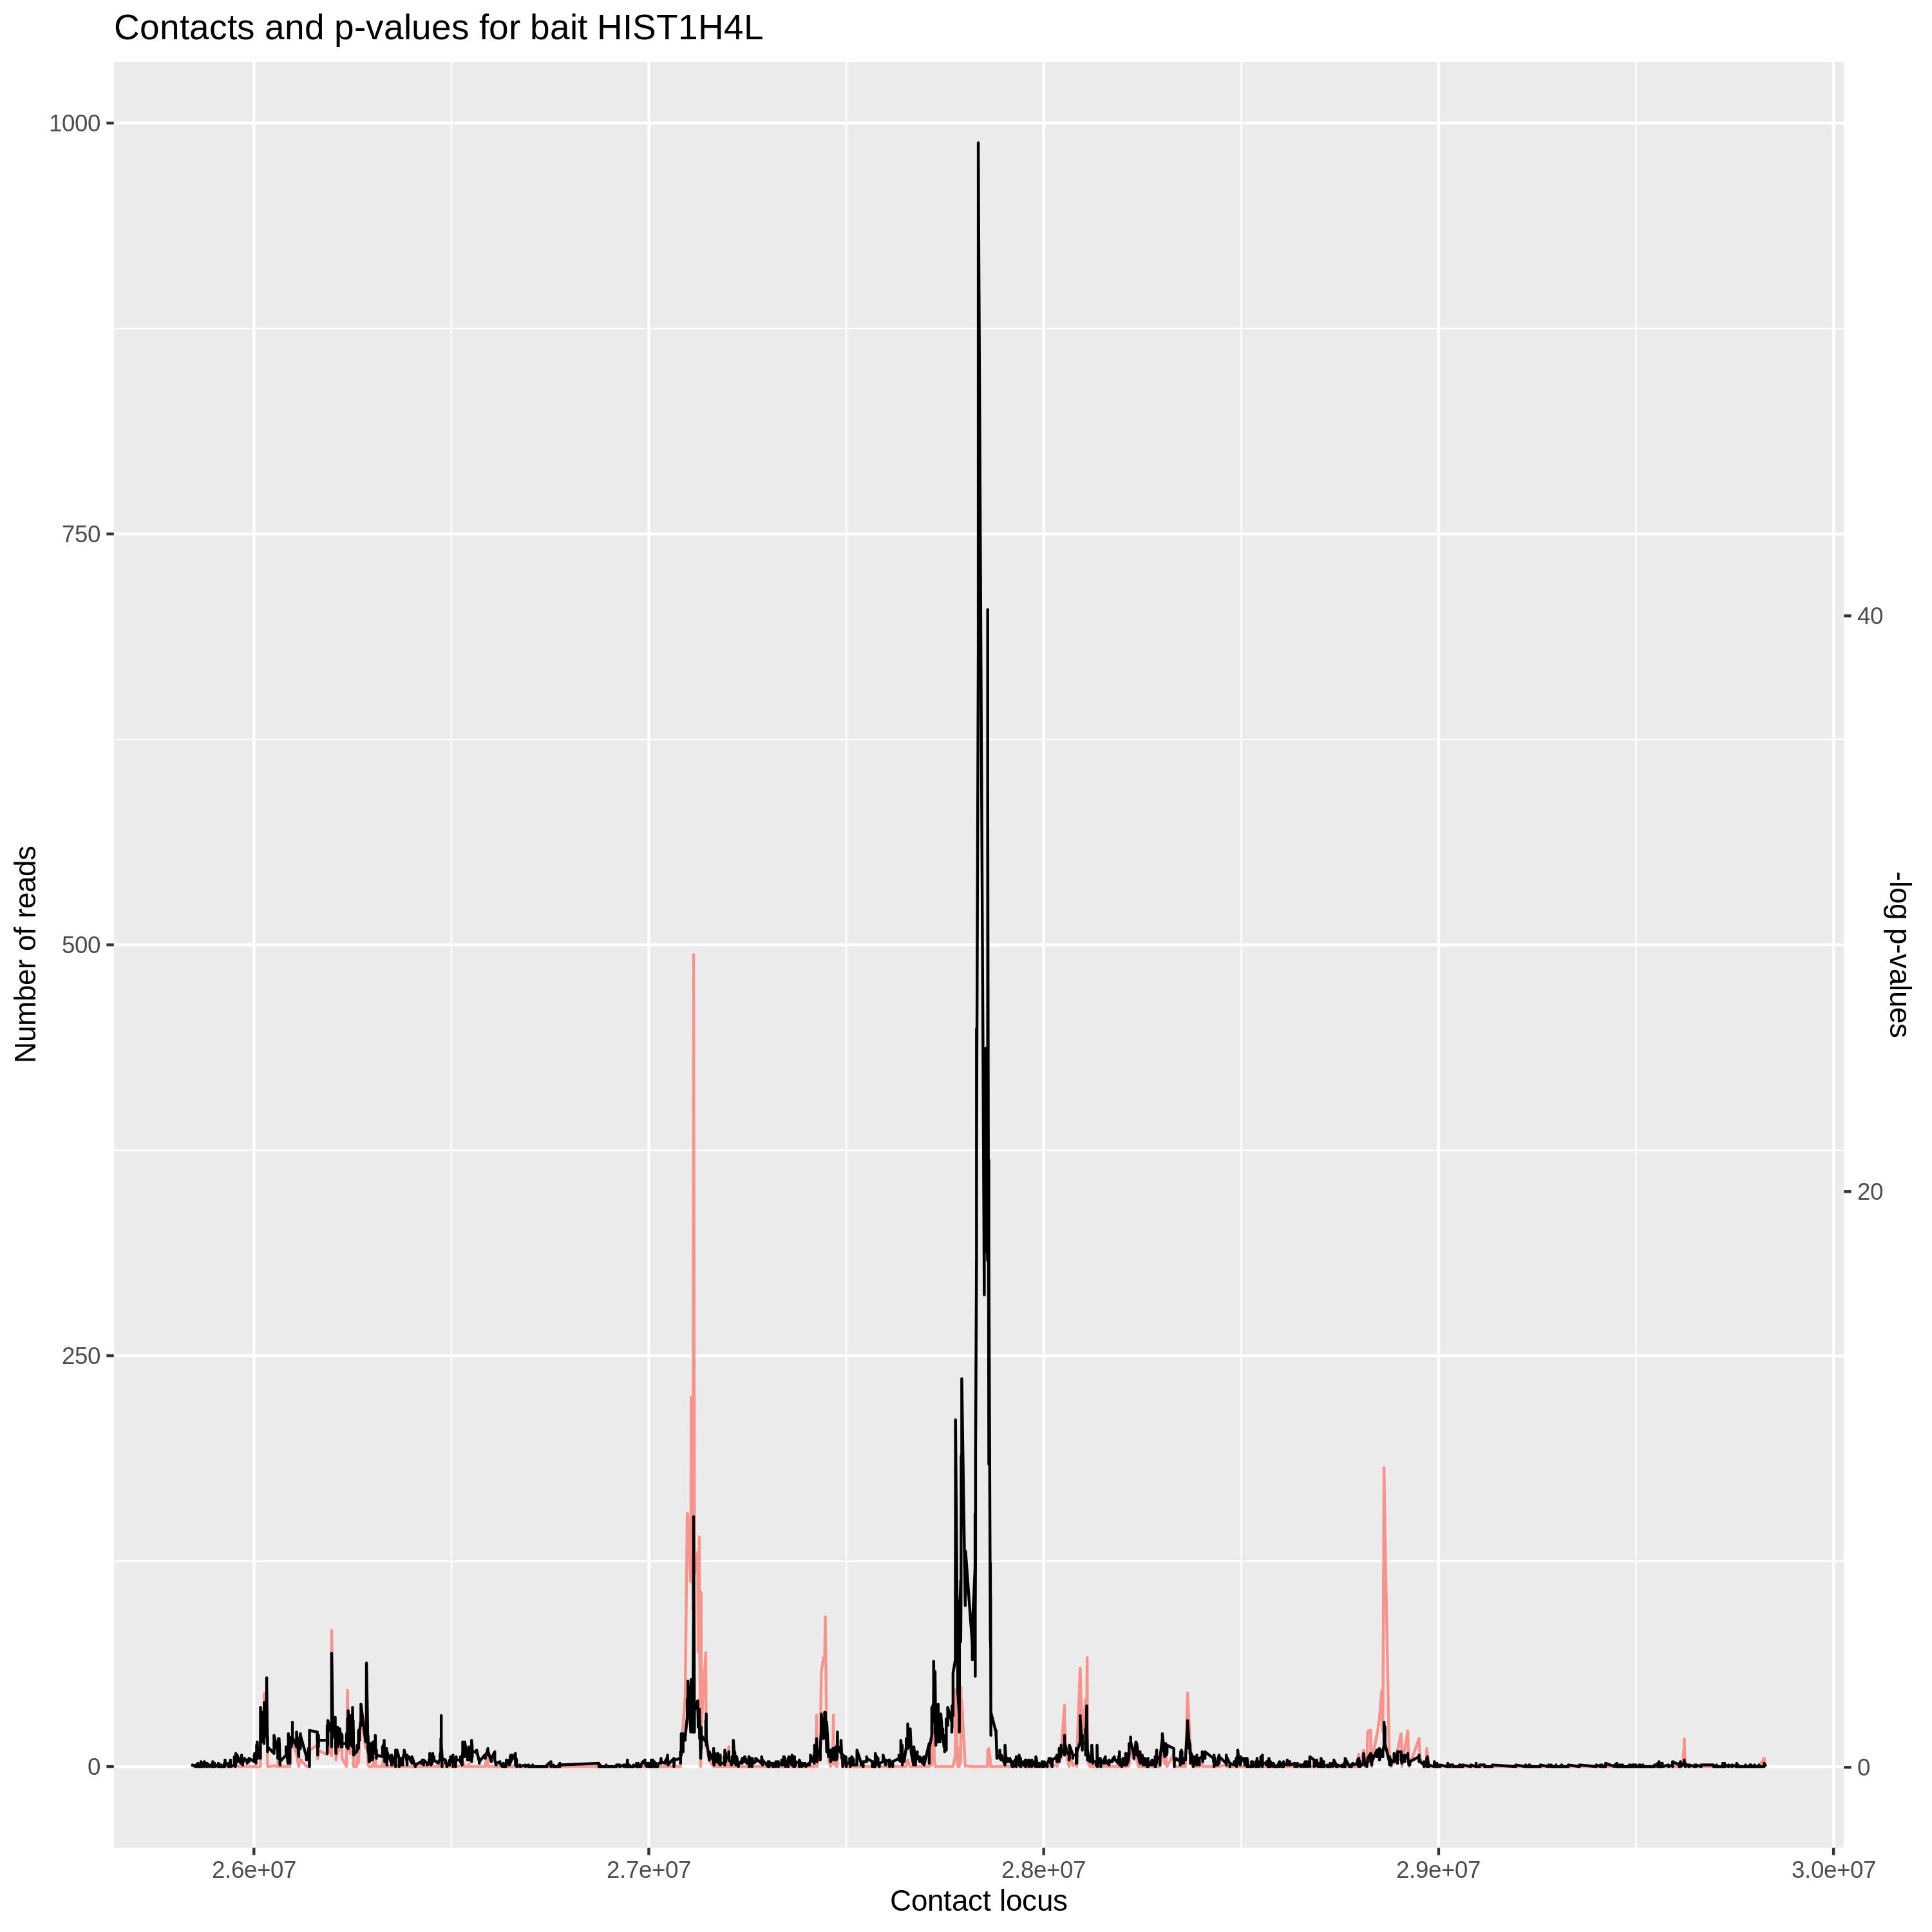 Contacts and p-values for bait HIST1H4L
1000
750
500
250
0
Number of reads
40
20
0
-log p-values
2.6e+07
2.7e+07
2.8e+07
2.9e+07
3.0e+07
Contact locus